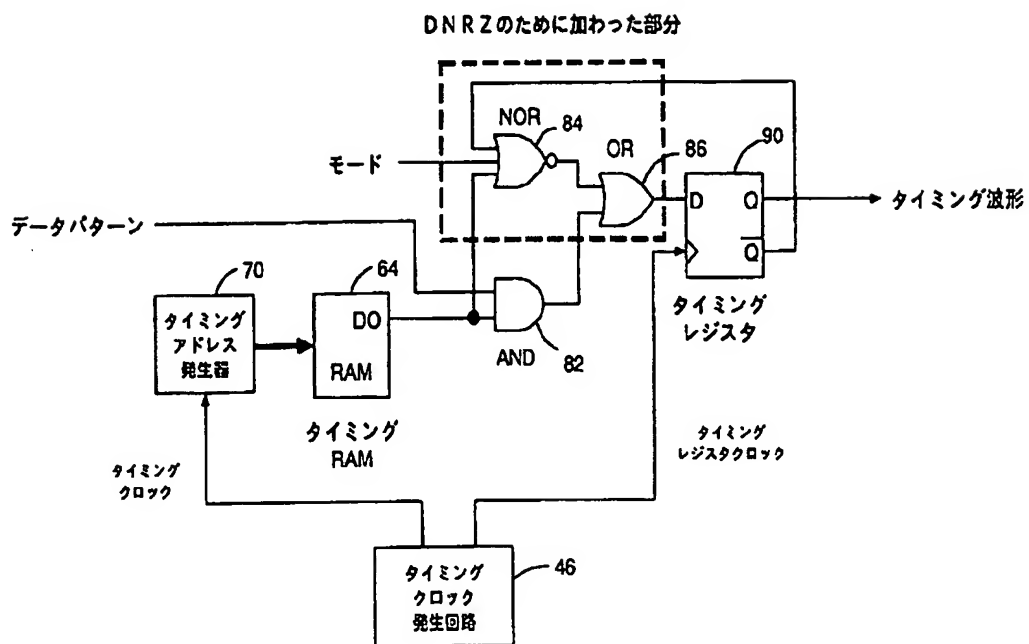 DNRZのために加わった部分
NOR
84
OR
86
90
モード
D
Q
タイミング波形
データパターン
Q
70
64
タイミング
アドレス
発生器
DO
RAM
タイミング
レジスタ
AND
82
タイミング
RAM
タイミング
クロック
タイミング
レジスタクロック
タイミング
クロック
発生回路
46